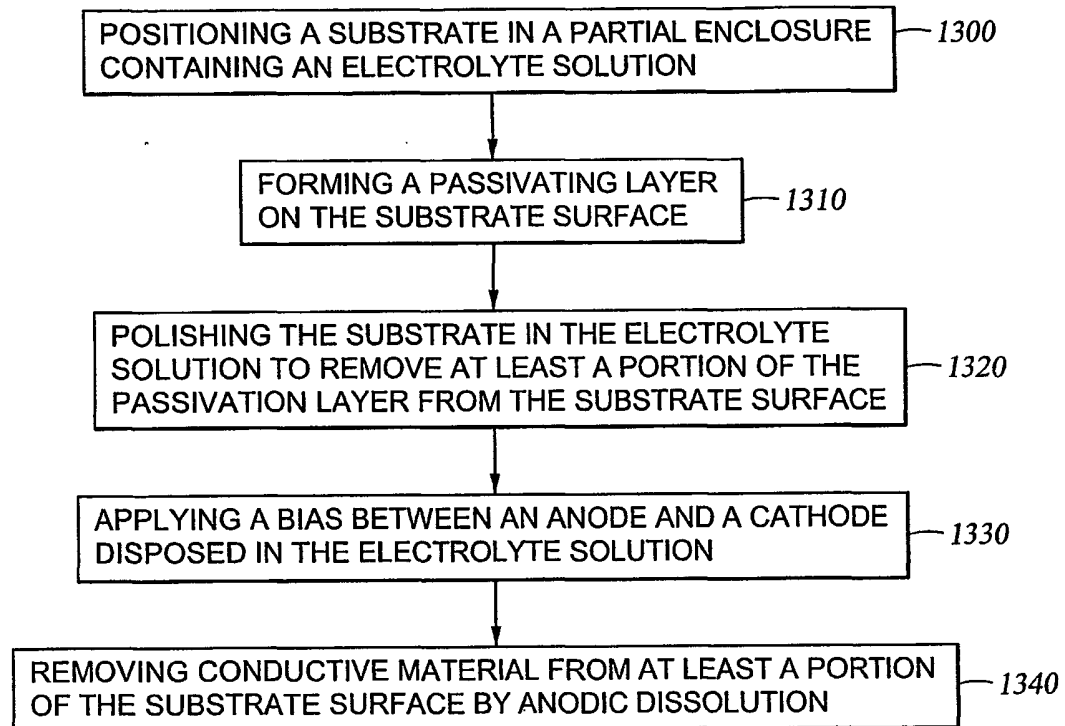 POSITIONING A SUBSTRATE IN A PARTIAL ENCLOSURE
CONTAINING AN ELECTROLYTE SOLUTION
1300
FORMING A PASSIVATING LAYER
ON THE SUBSTRATE SURFACE
1310
POLISHING THE SUBSTRATE IN THE ELECTROLYTE
SOLUTION TO REMOVE AT LEAST A PORTION OF THE
PASSIVATION LAYER FROM THE SUBSTRATE SURFACE
1320
APPLYING A BIAS BETWEEN AN ANODE AND A CATHODE
DISPOSED IN THE ELECTROLYTE SOLUTION
1330
REMOVING CONDUCTIVE MATERIAL FROM AT LEAST A PORTION
OF THE SUBSTRATE SURFACE BY ANODIC DISSOLUTION
1340